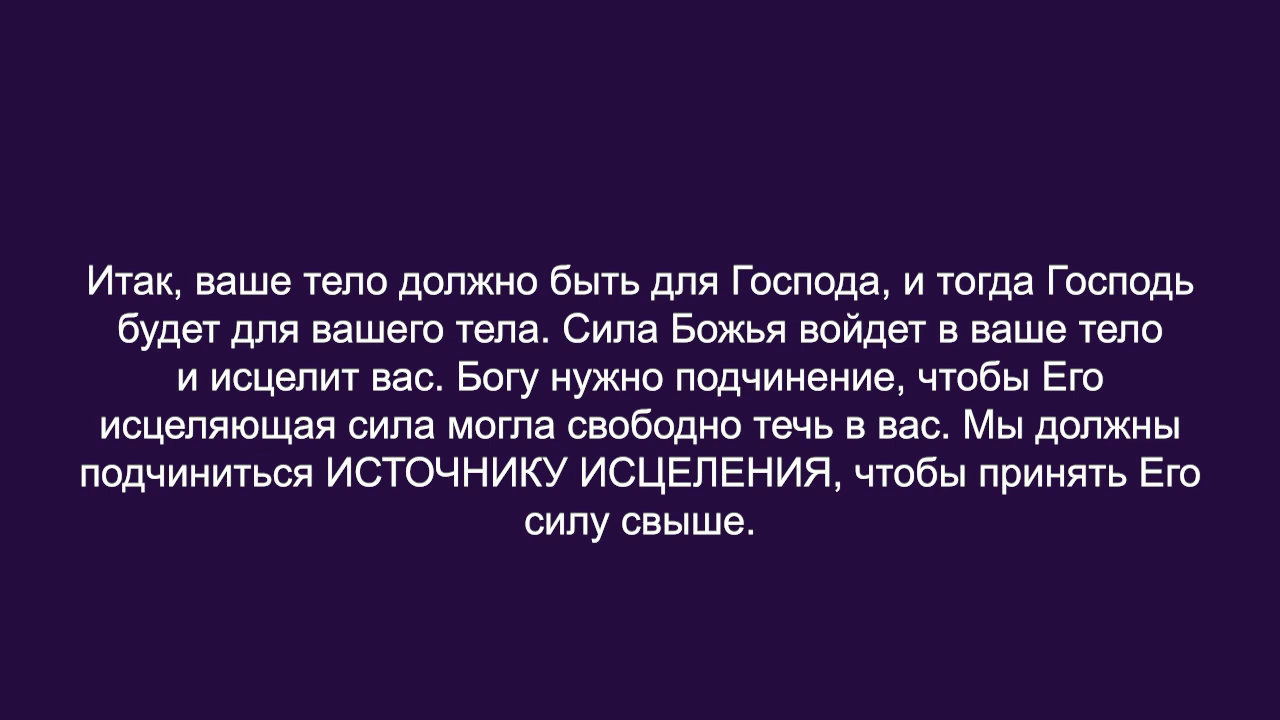 Итак, ваше тело должно быть для Господа, и тогда Господь
будет для вашего тела. Сила Божья войдет в ваше тело
и исцелит вас. Богу нужно подчинение, чтобы Его
исцеляющая сила могла свободно течь в вас. Мы должны
подчиниться ИСТОЧНИКУ ИСЦЕЛЕНИЯ, чтобы принять Его
силу свыше.